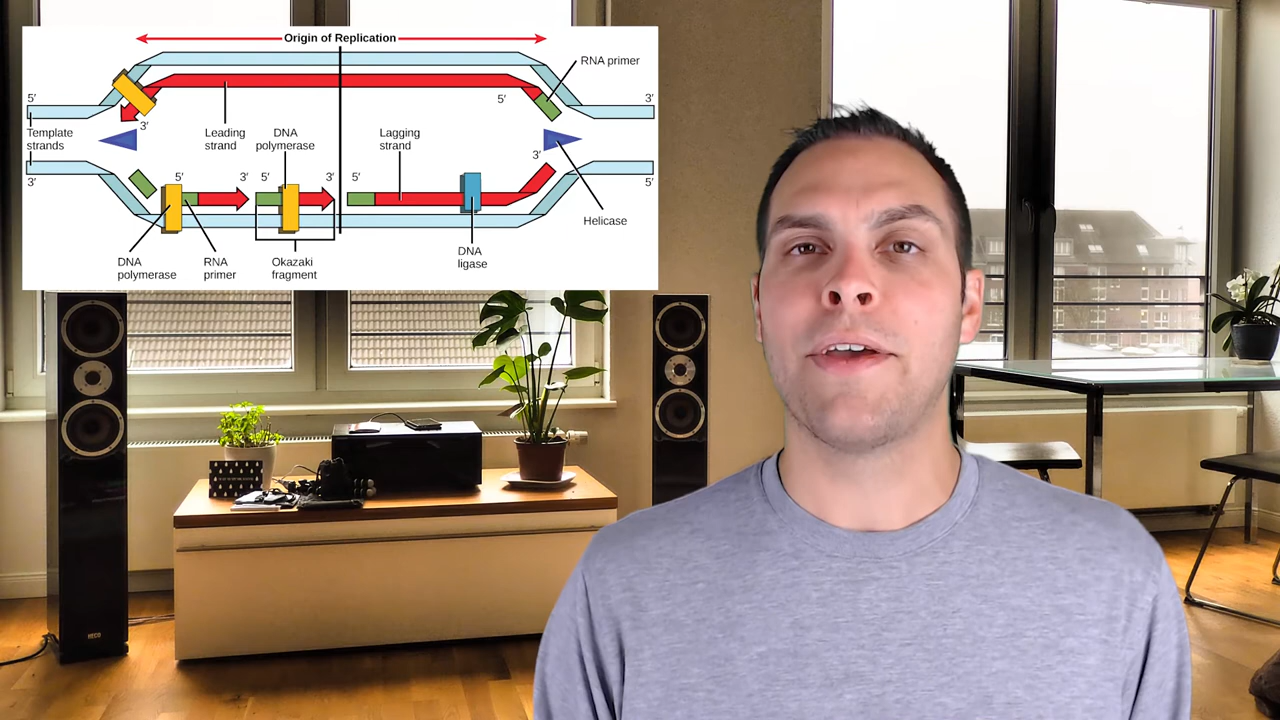 Origin of Replication
RNA primer
5′
3′
5′
3′
Template
strands
Leading
strand
DNA
polymerase
Lagging
strand
3′
5′
3′
5′
3′
5′
3′
5′
Helicase
DNA
polymerase
RNA
primer
Okazaki
fragment
DNA
ligase
HECO